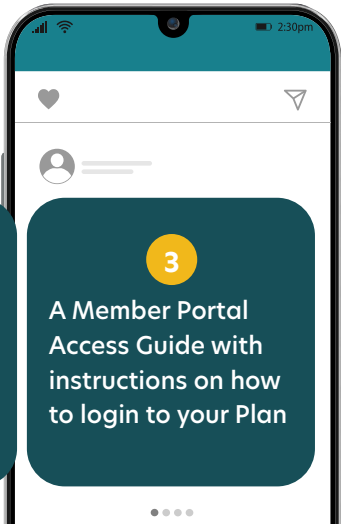 2:30pm
3
A Member Portal
Access Guide with
instructions on how
to login to your Plan